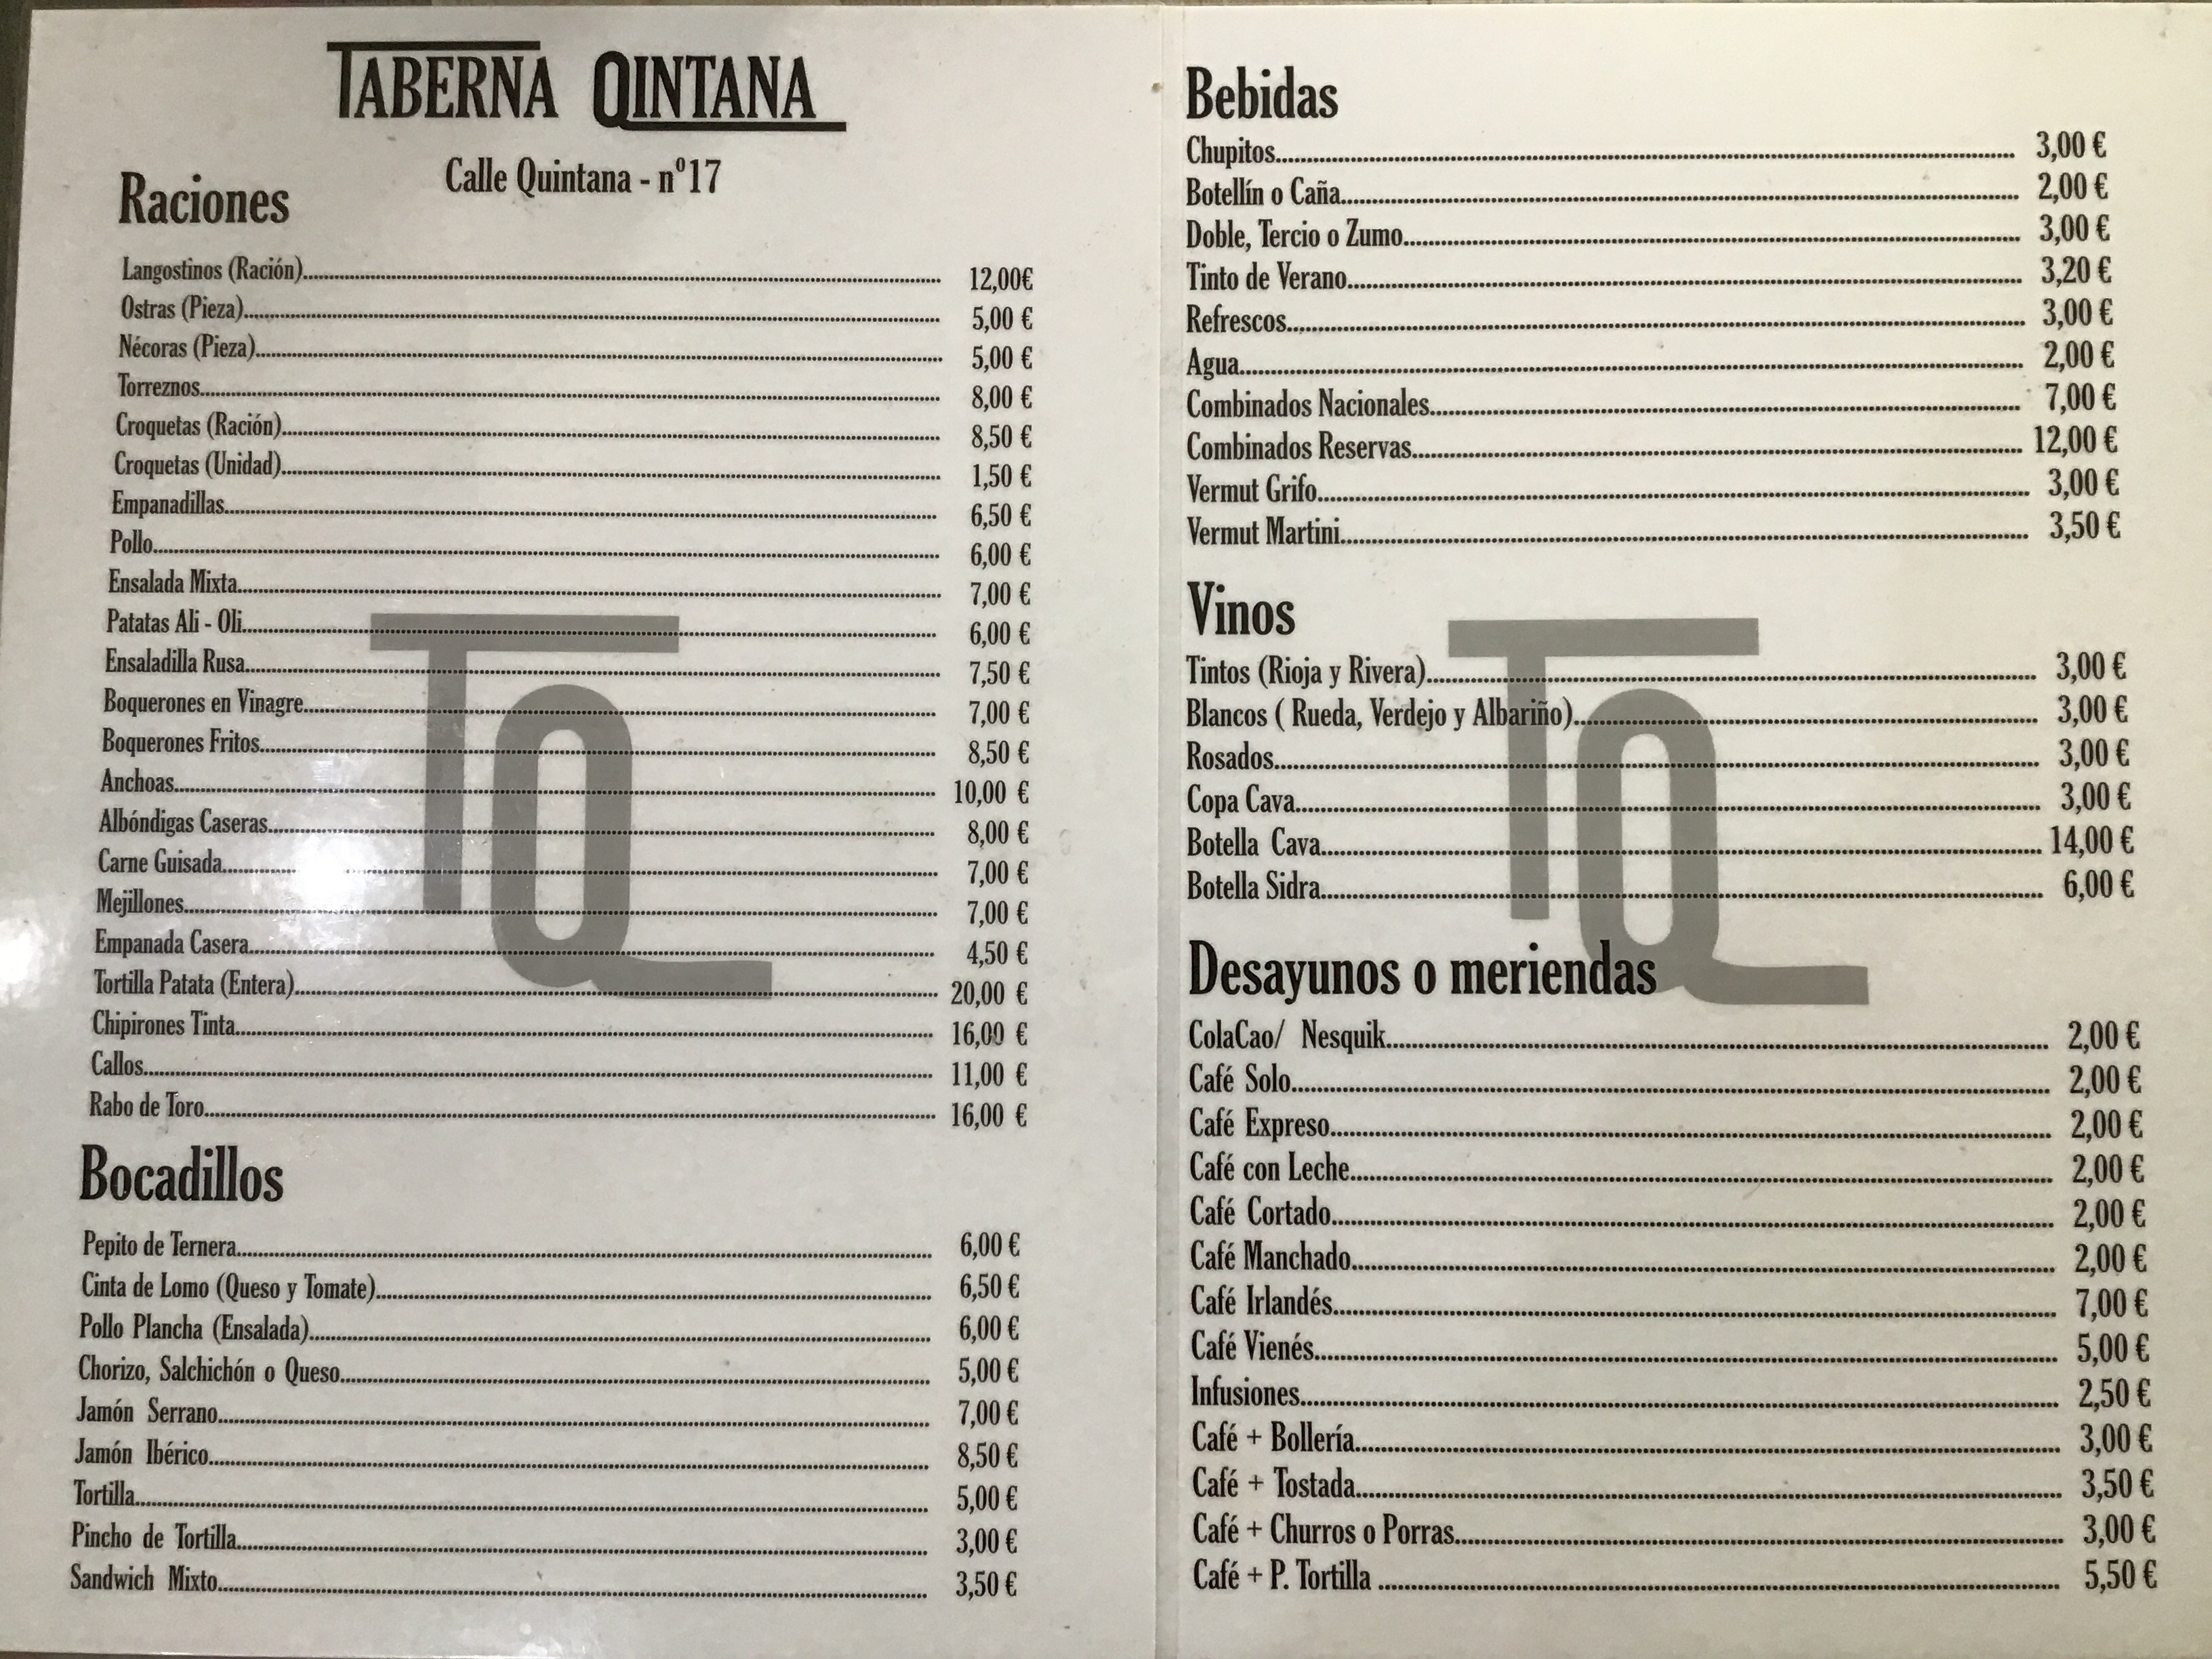 TABERNA QINTANA
Calle Quintana - nº17
Raciones
Langostinos (Ración) 12,00€
Ostras (Pieza) 5,00 €
Nécoras (Pieza) 5,00 €
Torreznos 8,00 €
Croquetas (Ración) 8,50 €
Croquetas (Unidad) 1,50 €
Empanadillas 6,50 €
Pollo 6,00 €
Ensalada Mixta 7,00 €
Patatas Ali - Oli 6,00 €
Ensaladilla Rusa 7,50 €
Boquerones en Vinagre 7,00 €
Boquerones Fritos 8,50 €
Anchoas 10,00 €
Albóndigas Caseras 8,00 €
Carne Guisada 7,00 €
Mejillones 7,00 €
Empanada Casera 4,50 €
Tortilla Patata (Entera) 20,00 €
Chipirones Tinta 16,00 €
Callos 11,00 €
Rabo de Toro 16,00 €
TQ
Bocadillos
Pepito de Ternera 6,00 €
Cinta de Lomo (Queso y Tomate) 6,50 €
Pollo Plancha (Ensalada) 6,00 €
Chorizo, Salchichón o Queso 5,00 €
Jamón Serrano 7,00 €
Jamón Ibérico 8,50 €
Tortilla 5,00 €
Pincho de Tortilla 3,00 €
Sandwich Mixto 3,50 €
Bebidas
Chupitos 3,00 €
Botellín o Caña 2,00 €
Doble, Tercio o Zumo 3,00 €
Tinto de Verano 3,20 €
Refrescos 3,00 €
Agua 2,00 €
Combinados Nacionales 7,00 €
Combinados Reservas 12,00 €
Vermut Grifo 3,00 €
Vermut Martini 3,50 €
Vinos
Tintos (Rioja y Rivera) 3,00 €
Blancos ( Rueda, Verdejo y Albariño) 3,00 €
Rosados 3,00 €
Copa Cava 3,00 €
Botella Cava 14,00 €
Botella Sidra 6,00 €
TQ
Desayunos o meriendas
ColaCao/ Nesquik 2,00 €
Café Solo 2,00 €
Café Expreso 2,00 €
Café con Leche 2,00 €
Café Cortado 2,00 €
Café Manchado 2,00 €
Café Irlandés 7,00 €
Café Vienés 5,00 €
Infusiones 2,50 €
Café + Bollería 3,00 €
Café + Tostada 3,50 €
Café + Churros o Porras 3,00 €
Café + P. Tortilla 5,50 €